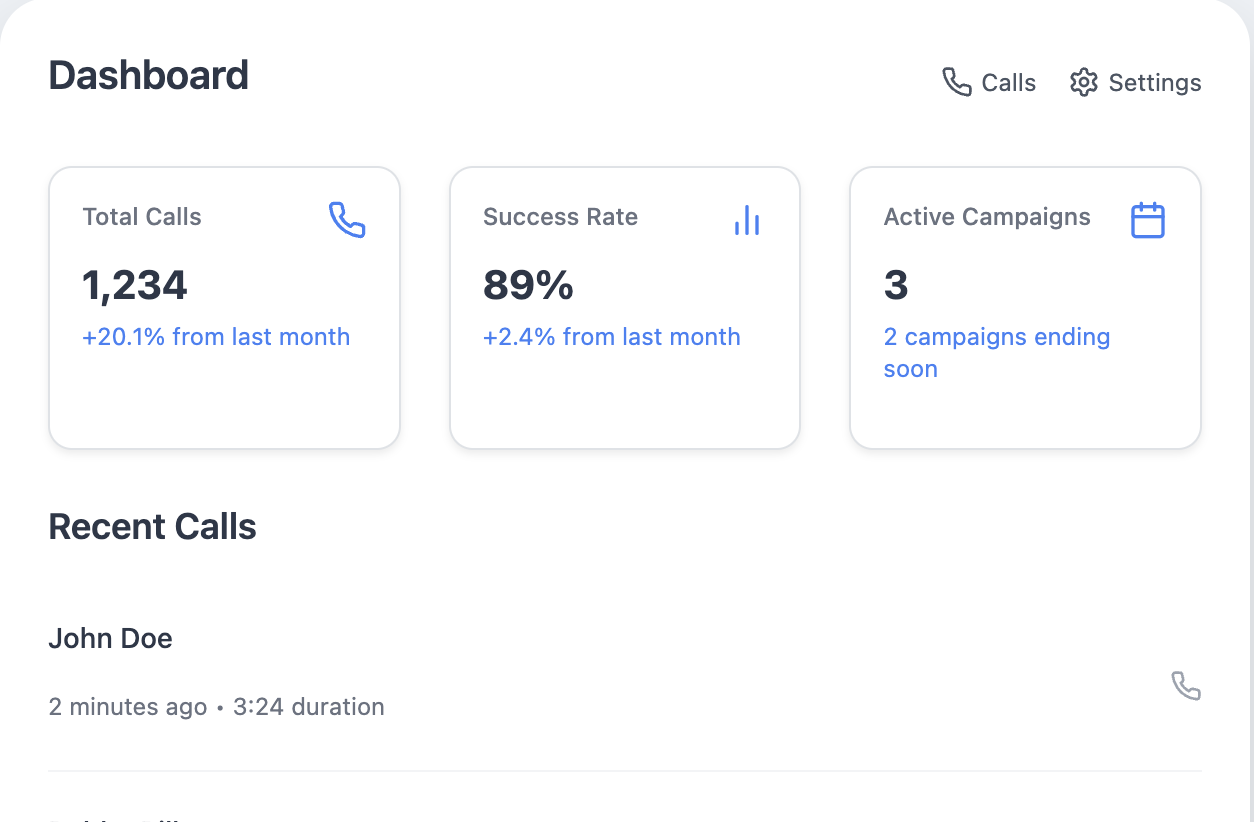 Dashboard
Calls
Settings
Total Calls
1,234
+20.1% from last month
Success Rate
89%
+2.4% from last month
Active Campaigns
3
2 campaigns ending
soon
Recent Calls
John Doe
2 minutes ago • 3:24 duration